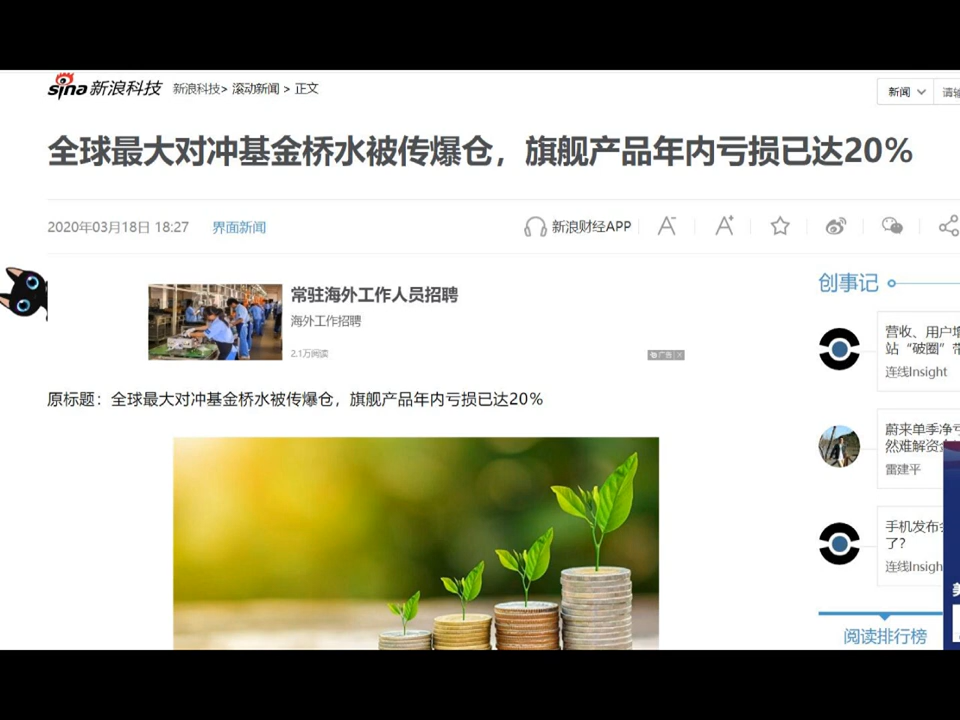 sina新浪科技 新浪科技> 滚动新闻 > 正文
新闻
全球最大对冲基金桥水被传爆仓，旗舰产品年内亏损已达20%
2020年03月18日 18:27 界面新闻
新浪财经APP A- A+
常驻海外工作人员招聘
海外工作招聘
2.1万阅读
广告 X
原标题：全球最大对冲基金桥水被传爆仓，旗舰产品年内亏损已达20%
创事记
营收、用户
站“破圈”带
连线Insight
蔚来单季净亏
然难解资金
雷建平
手机发布会
了？
连线Insigh
阅读排行榜